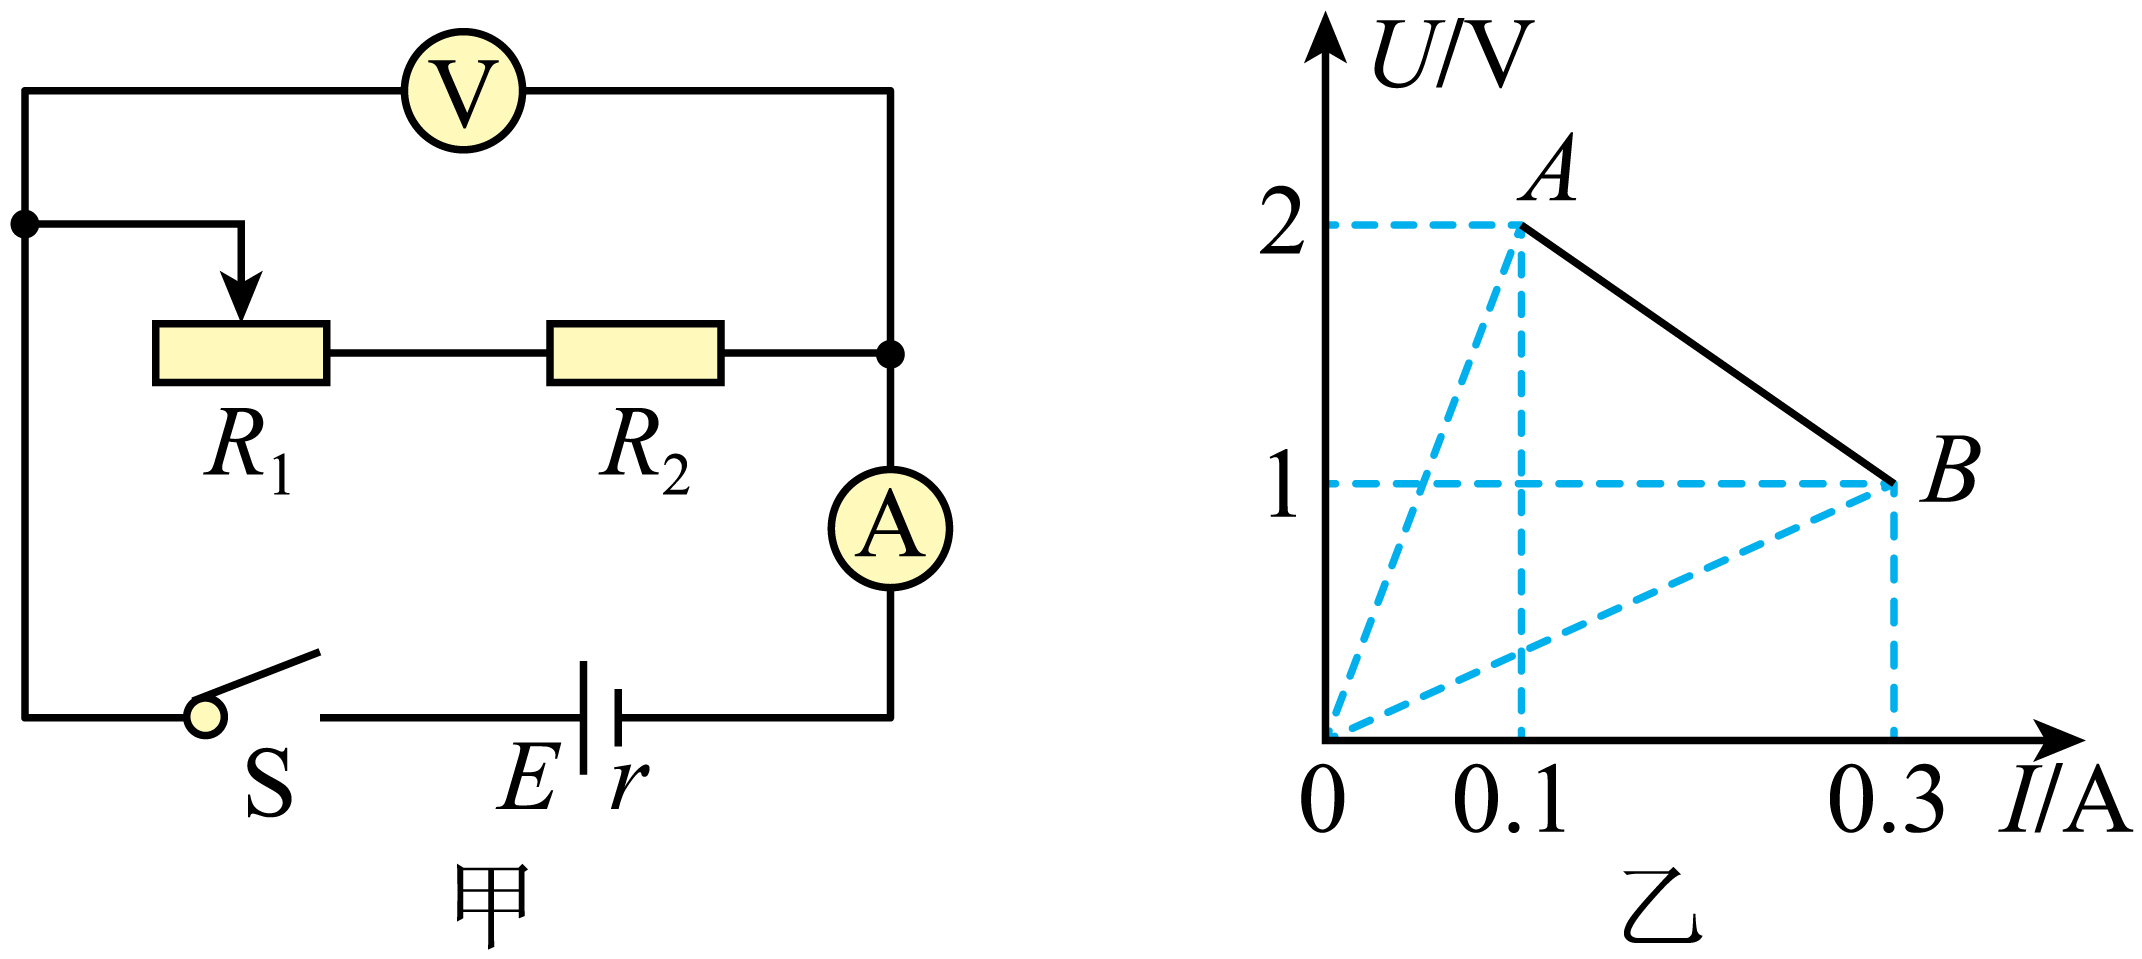 V
R₁ R₂
A
S E r
甲
U/V
A
2
1 B
0 0.1 0.3 I/A
乙